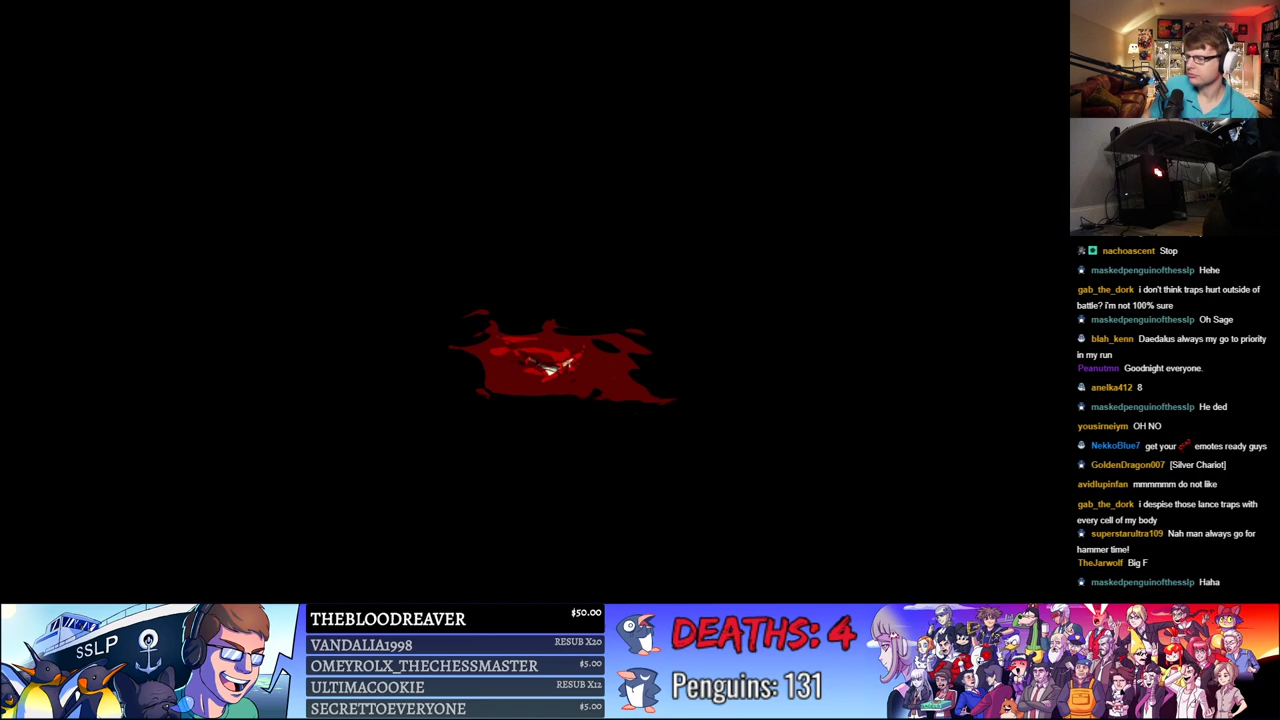 nachoascent Stop
maskedpenguinofthesslp Hehe
gab_the_dork i don't think traps hurt outside of
battle? i'm not 100% sure
maskedpenguinofthesslp Oh Sage
blah_kenn Daedalus always my go to priority
in my run
Peanutmn Goodnight everyone.
anelka412 8
maskedpenguinofthesslp He ded
yousirneiym OH NO
NekkoBlue7 get your emotes ready guys
GoldenDragon007 [Silver Chariot]
avidlupinfan mmmmmm do not like
gab_the_dork i despise those lance traps with
every cell of my body
superstarultra109 Nah man always go for
hammer time!
TheJarwolf Big F
maskedpenguinofthesslp Haha
SSLP
THEBLOODREAVER $50.00
VANDALIA1998 RESUB X20
OMEYROLX_THECHESSMASTER $5.00
ULTIMACOOKIE RESUB X12
SECRETTOEVERYONE $5.00
DEATHS: 4
Penguins: 131